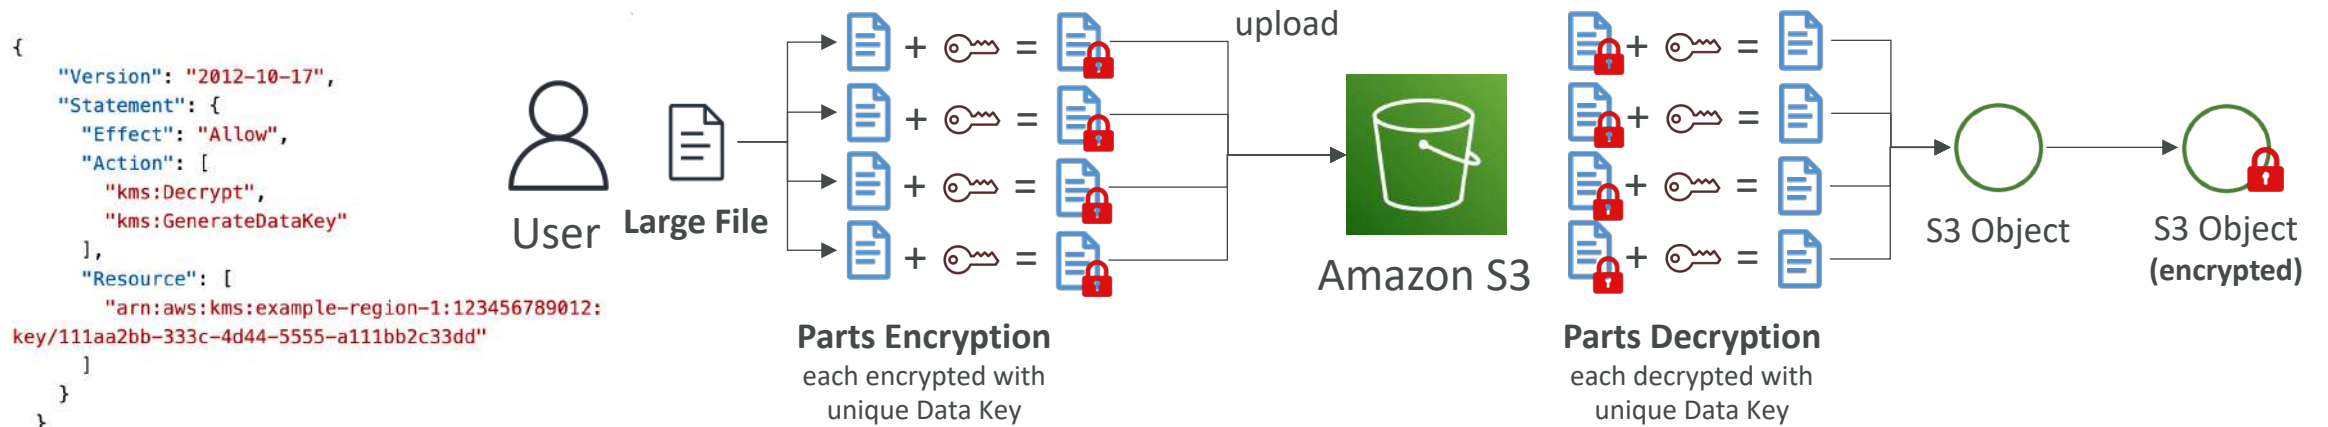 {
"Version": "2012-10-17",
"Statement": {
"Effect": "Allow",
"Action": [
"kms:Decrypt",
"kms:GenerateDataKey"
],
"Resource": [
"arn:aws:kms:example-region-1:123456789012:
key/111aa2bb-333c-4d44-5555-a111bb2c33dd"
]
}
}
User
Large File
+ =
+ =
+ =
+ =
Parts Encryption
each encrypted with
unique Data Key
upload
Amazon S3
+ =
+ =
+ =
+ =
Parts Decryption
each decrypted with
unique Data Key
S3 Object
S3 Object
(encrypted)